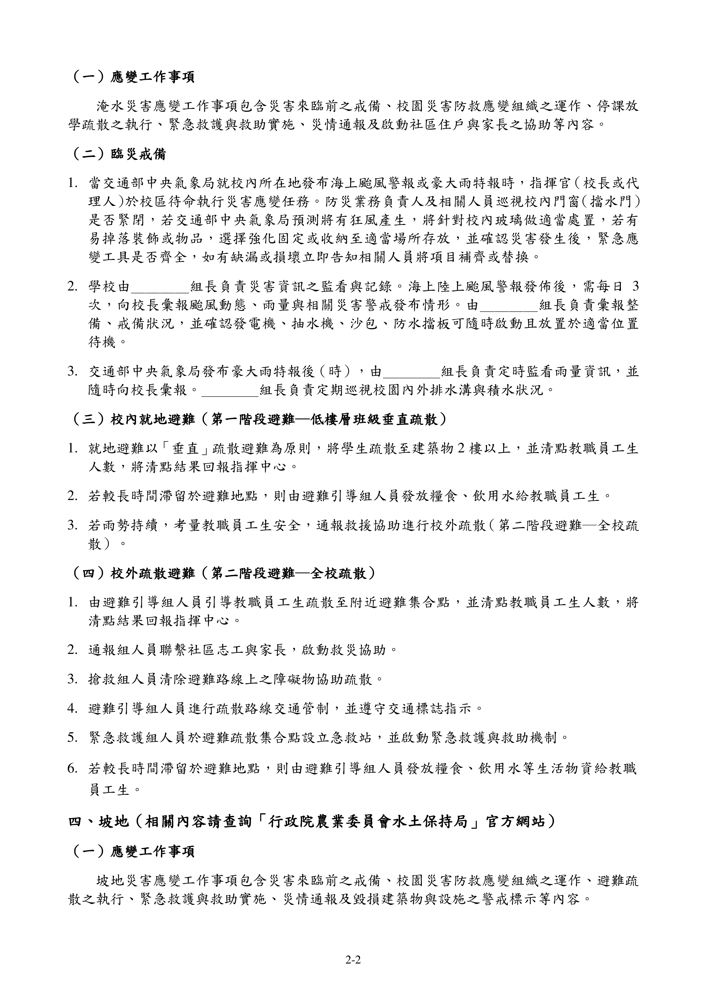 （一）應變工作事項
淹水災害應變工作事項包含災害來臨前之戒備、校園災害防救應變組織之運作、停課放
學疏散之執行、緊急救護與救助實施、災情通報及啟動社區住戶與家長之協助等內容。
（二）臨災戒備
1. 當交通部中央氣象局就校內所在地發布海上颱風警報或豪大雨特報時，指揮官（校長或代
理人）於校區待命執行災害應變任務。防災業務負責人及相關人員巡視校內門窗（擋水門）
是否緊閉，若交通部中央氣象局預測將有狂風產生，將針對校內玻璃做適當處置，若有
易掉落裝飾或物品，選擇強化固定或收納至適當場所存放，並確認災害發生後，緊急應
變工具是否齊全，如有缺漏或損壞立即告知相關人員將項目補齊或替換。
2. 學校由________組長負責災害資訊之監看與記錄。海上陸上颱風警報發佈後，需每日 3
次，向校長彙報颱風動態、雨量與相關災害警戒發布情形。由________組長負責彙報整
備、戒備狀況，並確認發電機、抽水機、沙包、防水擋板可隨時啟動且放置於適當位置
待機。
3. 交通部中央氣象局發布豪大雨特報後（時），由________組長負責定時監看雨量資訊，並
隨時向校長彙報。________組長負責定期巡視校園內外排水溝與積水狀況。
（三）校內就地避難（第一階段避難—低樓層班級垂直疏散）
1. 就地避難以「垂直」疏散避難為原則，將學生疏散至建築物 2 樓以上，並清點教職員工生
人數，將清點結果回報指揮中心。
2. 若較長時間滯留於避難地點，則由避難引導組人員發放糧食、飲用水給教職員工生。
3. 若雨勢持續，考量教職員工生安全，通報救援協助進行校外疏散（第二階段避難—全校疏
散）。
（四）校外疏散避難（第二階段避難—全校疏散）
1. 由避難引導組人員引導教職員工生疏散至附近避難集合點，並清點教職員工生人數，將
清點結果回報指揮中心。
2. 通報組人員聯繫社區志工與家長，啟動救災協助。
3. 搶救組人員清除避難路線上之障礙物協助疏散。
4. 避難引導組人員進行疏散路線交通管制，並遵守交通標誌指示。
5. 緊急救護組人員於避難疏散集合點設立急救站，並啟動緊急救護與救助機制。
6. 若較長時間滯留於避難地點，則由避難引導組人員發放糧食、飲用水等生活物資給教職
員工生。
四、坡地（相關內容請查詢「行政院農業委員會水土保持局」官方網站）
（一）應變工作事項
坡地災害應變工作事項包含災害來臨前之戒備、校園災害防救應變組織之運作、避難疏
散之執行、緊急救護與救助實施、災情通報及毀損建築物與設施之警戒標示等內容。
2-2